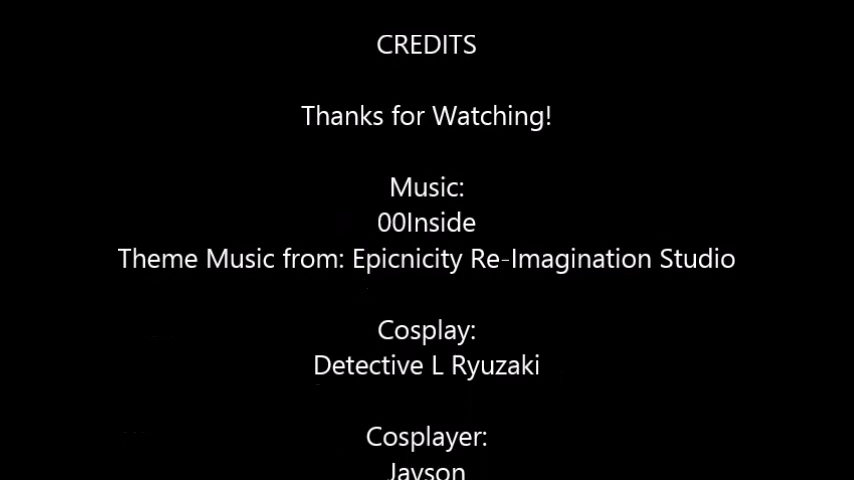 CREDITS
Thanks for Watching!
Music:
00Inside
Theme Music from: Epicnicity Re-Imagination Studio
Cosplay:
Detective L Ryuzaki
Cosplayer:
Jayson